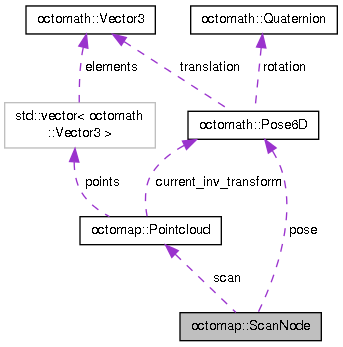 octomath::Vector3
octomath::Quaternion
elements
translation
rotation
std::vector< octomath
::Vector3 >
octomath::Pose6D
points
current_inv_transform
octomap::Pointcloud
pose
scan
octomap::ScanNode